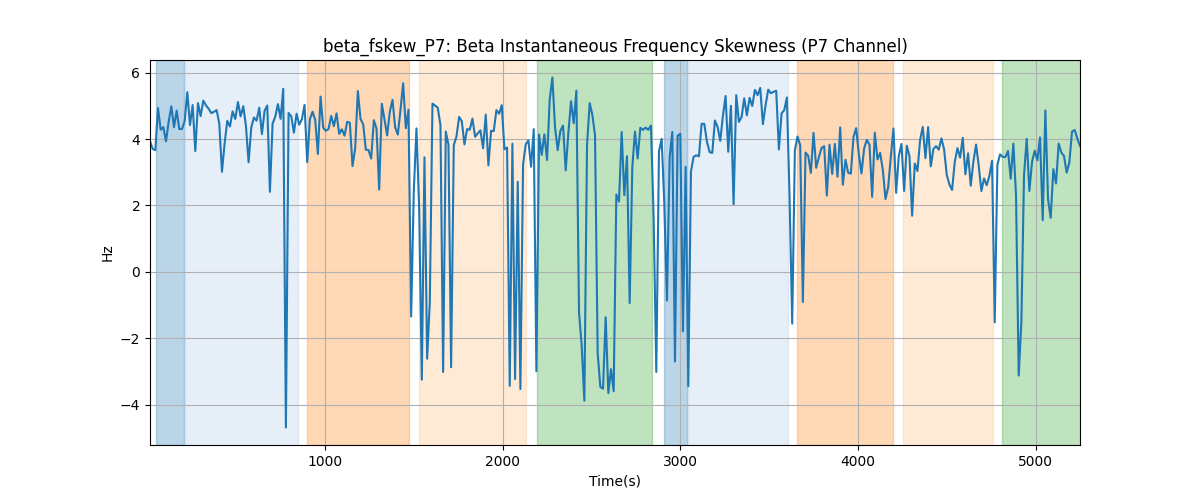 beta_fskew_P7: Beta Instantaneous Frequency Skewness (P7 Channel)
6
4
2
0
−2
−4
Hz
1000 2000 3000 4000 5000
Time(s)